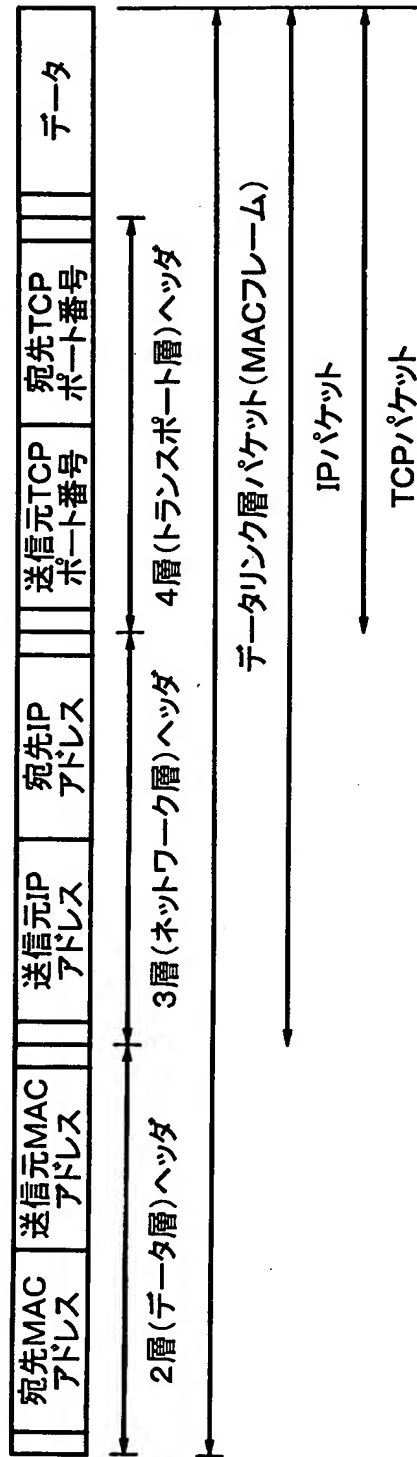 宛先MAC
アドレス
送信元MAC
アドレス
送信元IP
アドレス
宛先IP
アドレス
送信元TCP
ポート番号
宛先TCP
ポート番号
データ
2層(データ層)ヘッダ
3層(ネットワーク層)ヘッダ
4層(トランスポート層)ヘッダ
データリンク層パケット(MACフレーム)
IPパケット
TCPパケット